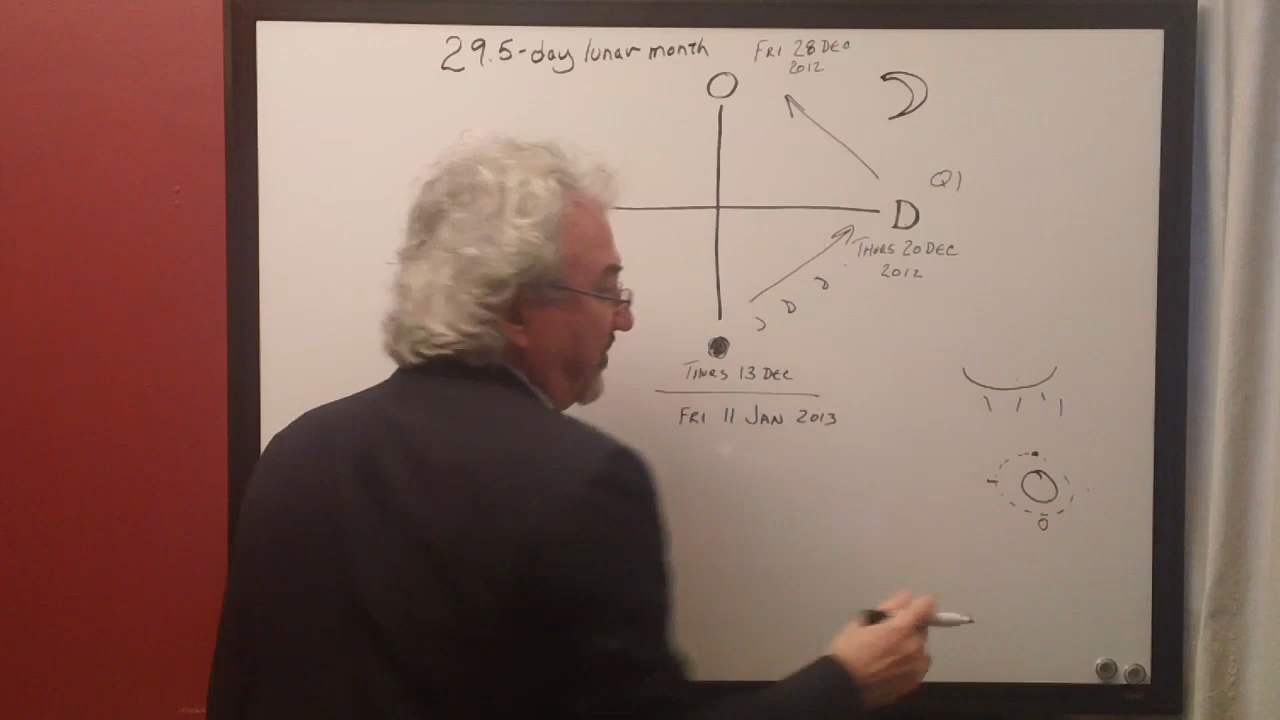 29.5-day lunar month
FRI 28 DEC
2012
Q1
D
THURS 20 DEC
2012
THURS 13 DEC
FRI 11 JAN 2013